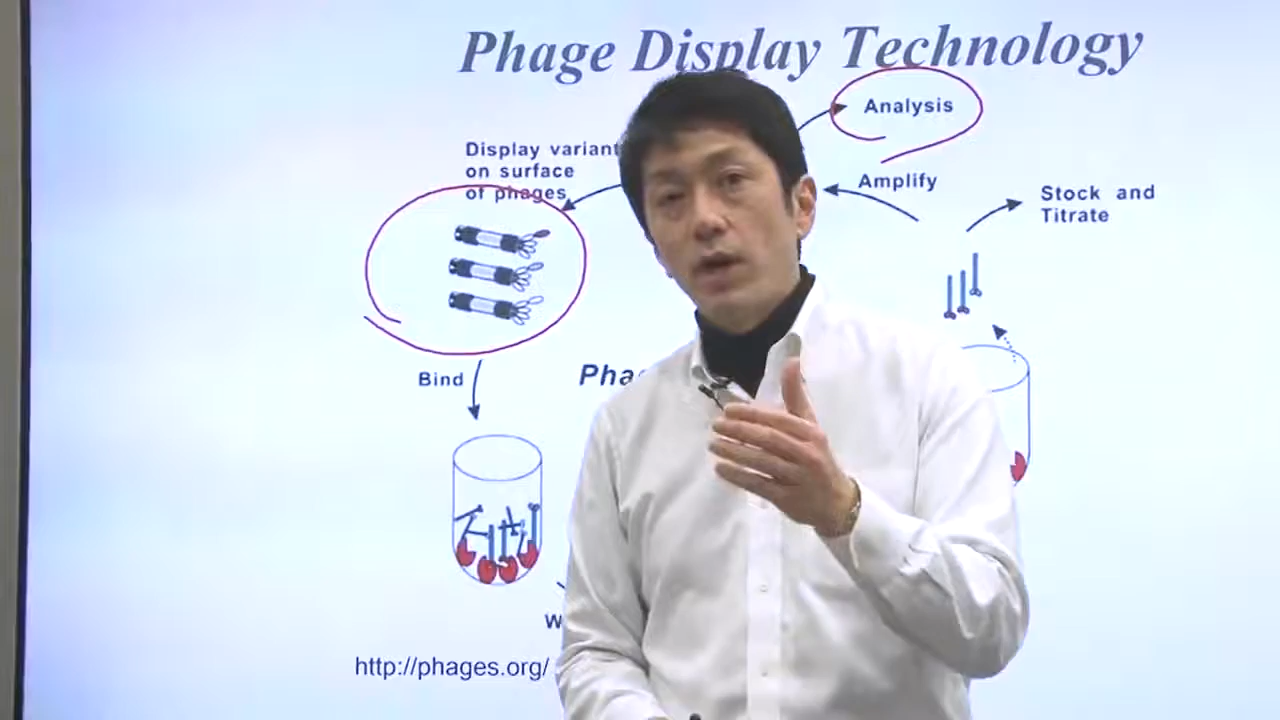 Phage Display Technology
Analysis
Display variant
on surface
of phages
Amplify
Stock and
Titrate
Bind
Pha
W
http://phages.org/